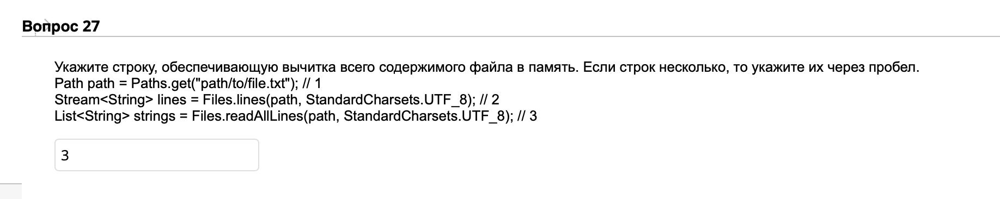 Вопрос 27
Укажите строку, обеспечивающую вычитка всего содержимого файла в память. Если строк несколько, то укажите их через пробел.
Path path = Paths.get("path/to/file.txt"); // 1
Stream<String> lines = Files.lines(path, StandardCharsets.UTF_8); // 2
List<String> strings = Files.readAllLines(path, StandardCharsets.UTF_8); // 3
3